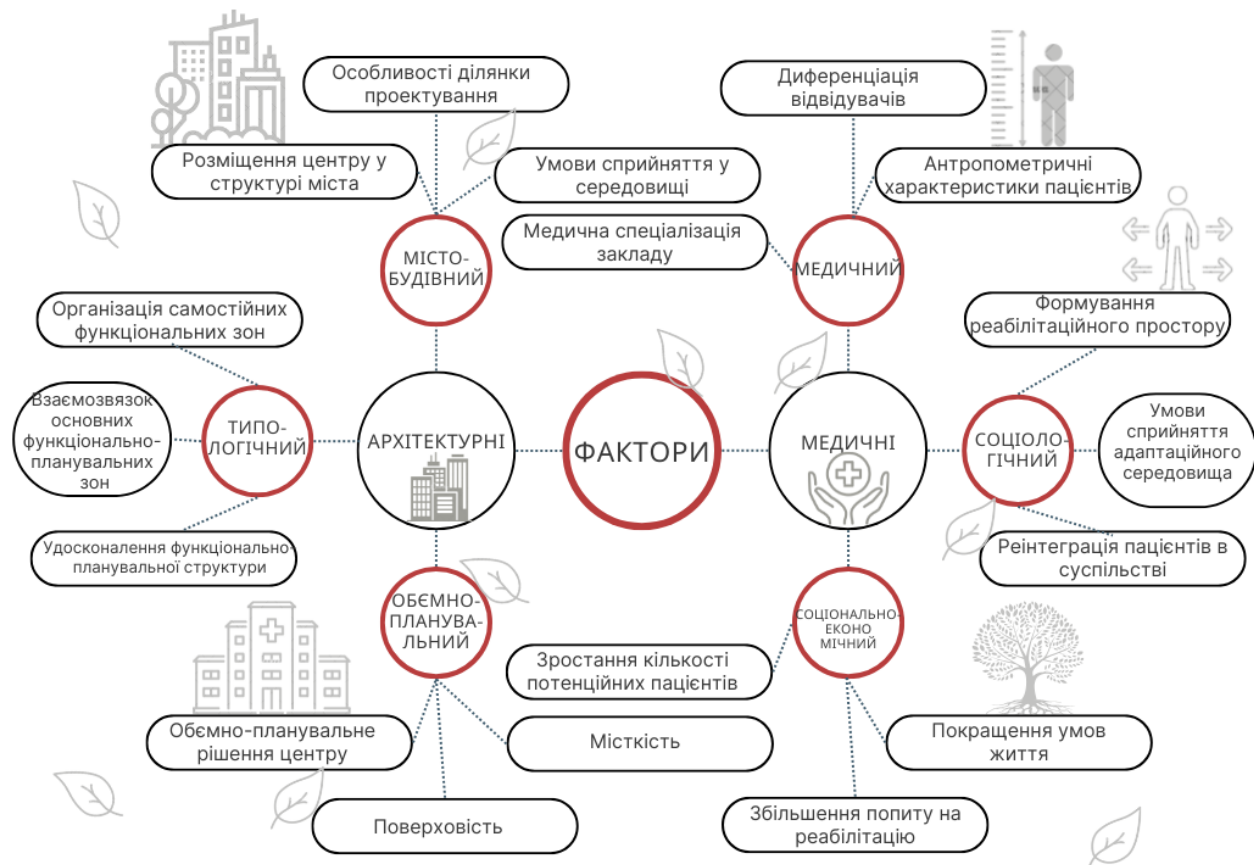 Особливості ділянки
проектування
Диференціація
відвідувачів
Розміщення центру у
структурі міста
Умови сприйняття у
середовищі
Антропометричні
характеристики пацієнтів
Медична спеціалізація
закладу
МІСТО-
БУДІВНИЙ
МЕДИЧНИЙ
Організація самостійних
функціональних зон
Формування
реабілітаційного простору
Взаємозвязок
основних
функціонально-
планувальних
зон
ТИПО-
ЛОГІЧНИЙ
АРХІТЕКТУРНІ
ФАКТОРИ
МЕДИЧНІ
СОЦІОЛО-
ГІЧНИЙ
Умови
сприйняття
адаптаційного
середовища
Удосконалення функціонально-
планувальної структури
Реінтеграція пацієнтів в
суспільстві
ОБЄМНО-
ПЛАНУВА-
ЛЬНИЙ
СОЦІОНАЛЬНО-
ЕКОНО
МІЧНИЙ
Зростання кількості
потенційних пацієнтів
Обємно-планувальне
рішення центру
Місткість
Покращення умов
життя
Поверховість
Збільшення попиту на
реабілітацію